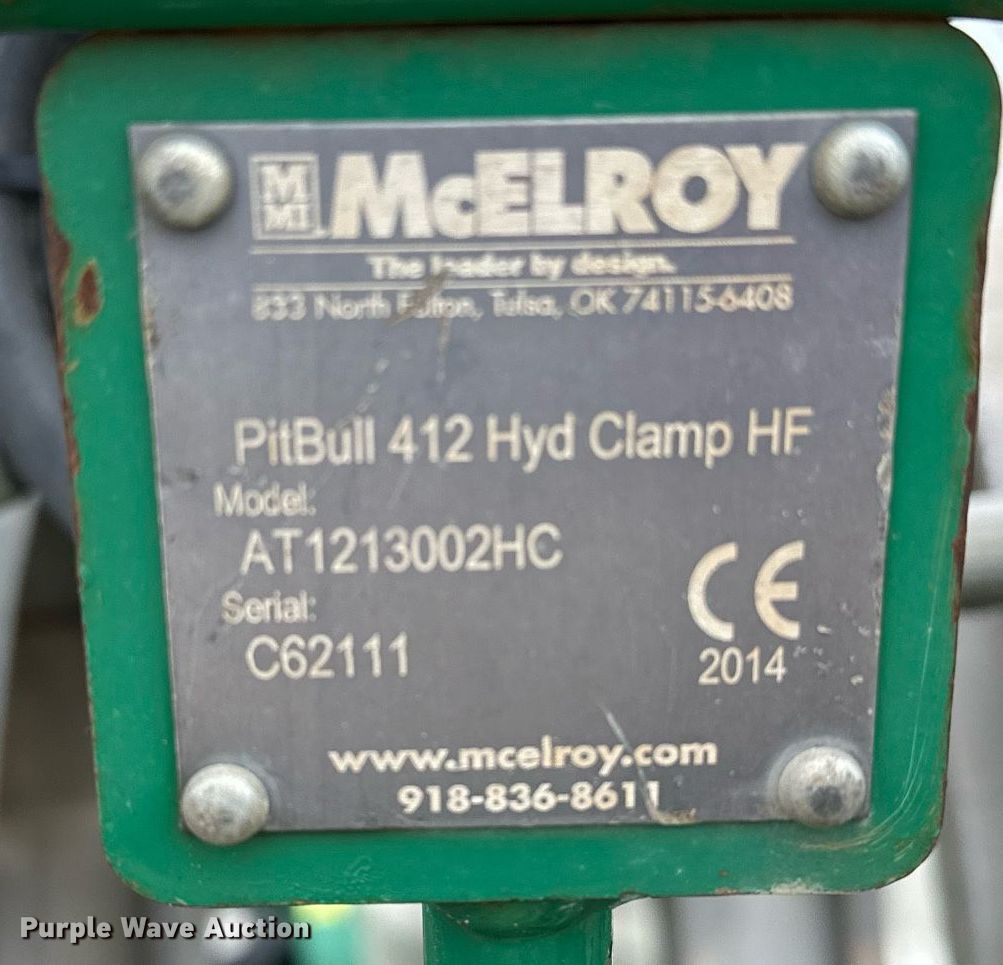 M
MI
McELROY
The leader by design.
833 North Fulton, Tulsa, OK 74115-6408
PitBull 412 Hyd Clamp HF
Model:
AT1213002HC
Serial:
C62111
CE
2014
www.mcelroy.com
918-836-8611
Purple Wave Auction